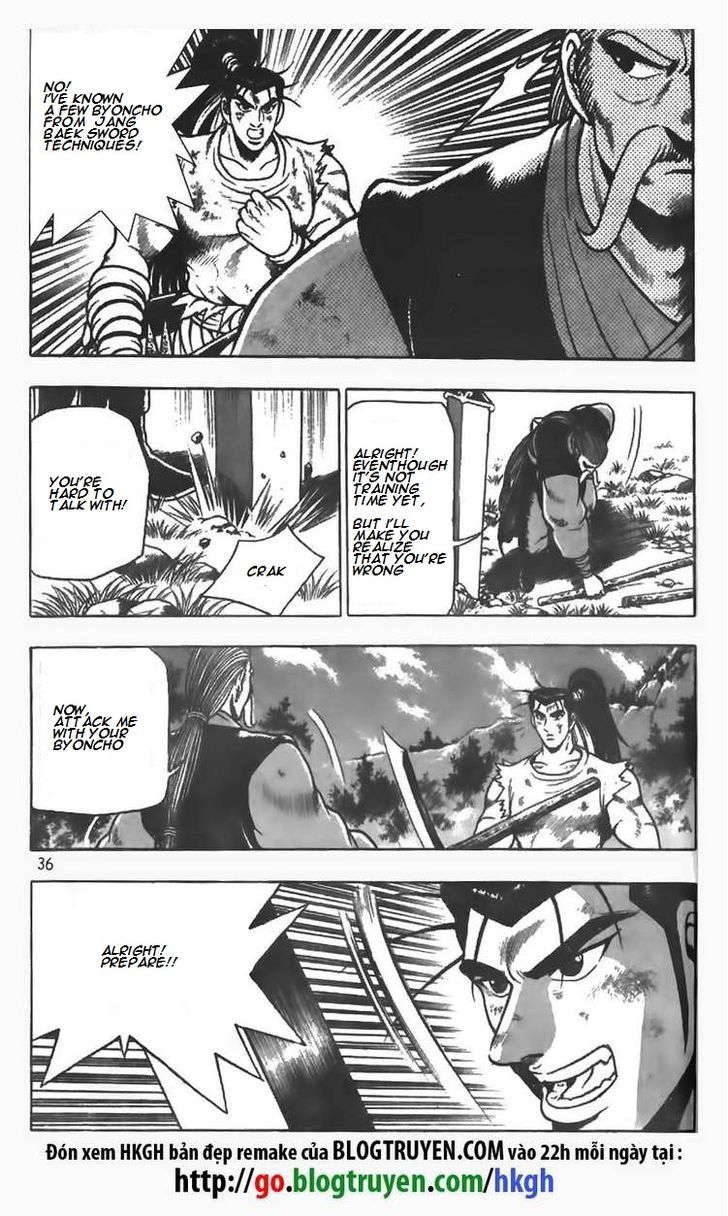 NO!
I'VE KNOWN
A FEW BYONCHO
FROM JANG
BAEK SWORD
TECHNIQUES!
YOU'RE
HARD TO
TALK WITH!
CRAK
ALRIGHT!
EVENTHOUGH
IT'S NOT
TRAINING
TIME YET,
BUT I'LL
MAKE YOU
REALIZE
THAT YOU'RE
WRONG
NOW,
ATTACK ME
WITH YOUR
BYONCHO
36
ALRIGHT!
PREPARE!!
Đón xem HKGH bản đẹp remake của BLOGTRUYEN.COM vào 22h mỗi ngày tại :
http://go.blogtruyen.com/hkgh